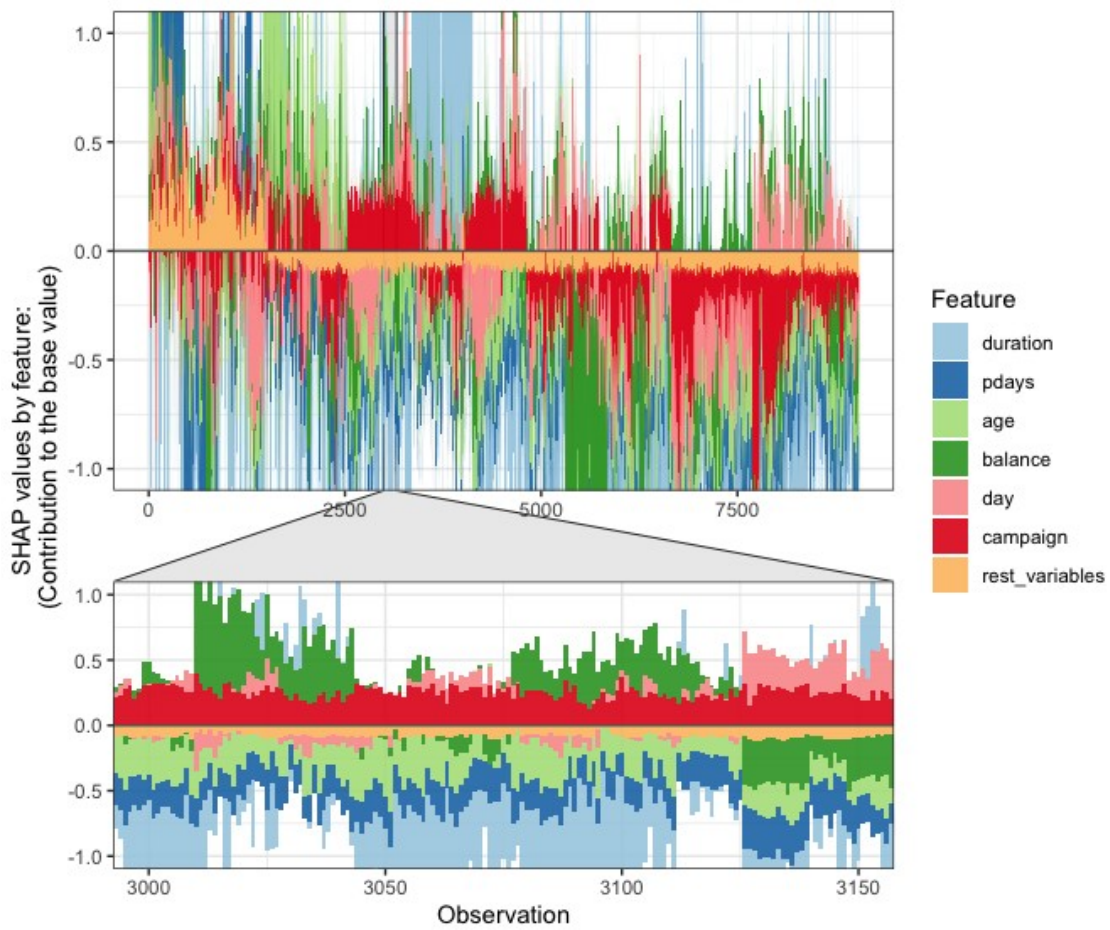 SHAP values by feature:
(Contribution to the base value)
1.0
0.5
0.0
-0.5
-1.0
0
2500
5000
7500
1.0
0.5
0.0
-0.5
-1.0
3000
3050
3100
3150
Observation
Feature
duration
pdays
age
balance
day
campaign
rest_variables